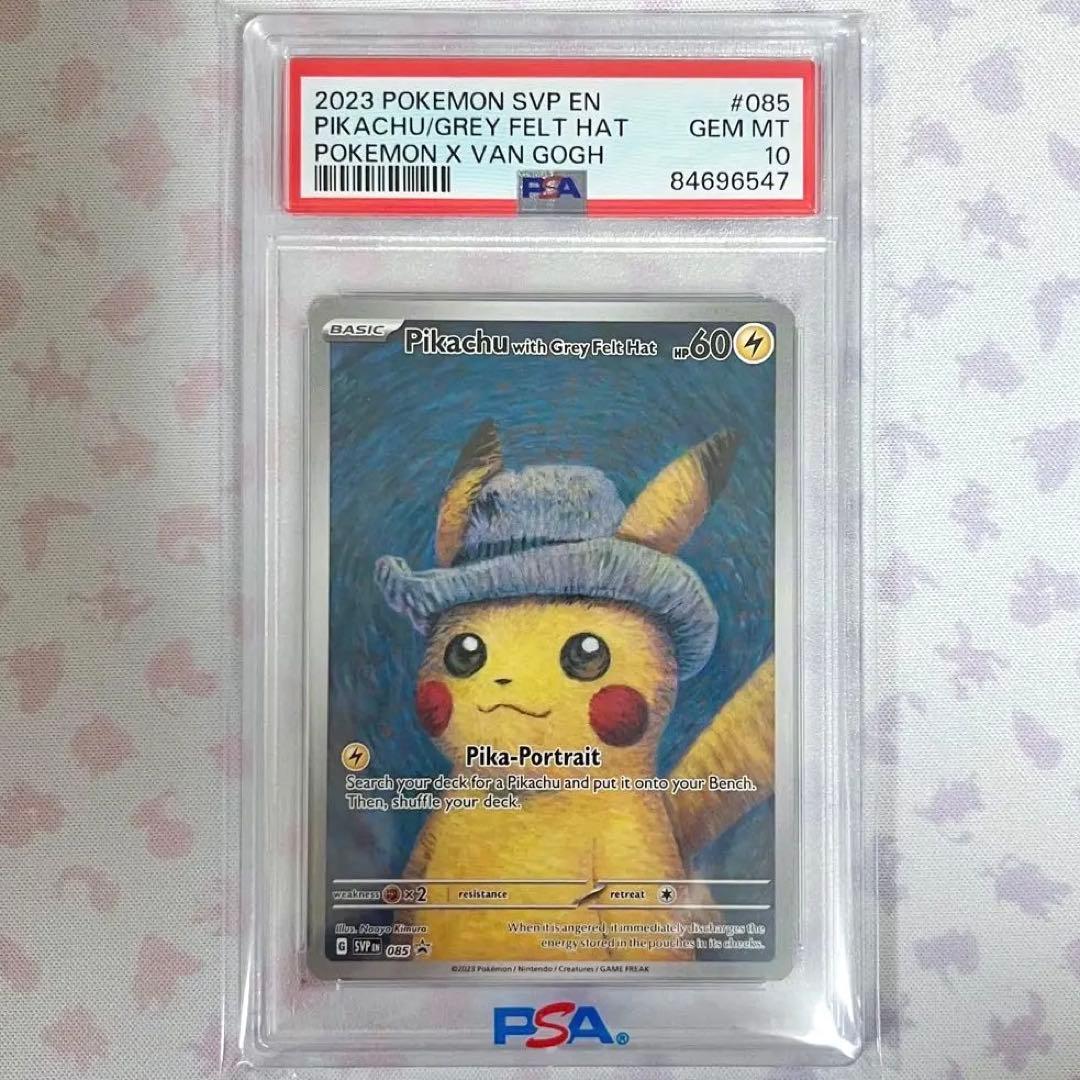 2023 POKEMON SVP EN #085
PIKACHU/GREY FELT HAT GEM MT
POKEMON X VAN GOGH 10
PSA 84696547
BASIC Pikachu with Grey Felt Hat HP60
Pika-Portrait
Search your deck for a Pikachu and put it onto your Bench.
Then, shuffle your deck.
weakness ×2 resistance retreat
Illus. Naoyo Kimura When it is angered, it immediately discharges the
G SVP EN 085 energy stored in the pouches in its cheeks.
©2023 Pokémon / Nintendo / Creatures / GAME FREAK
PSA®